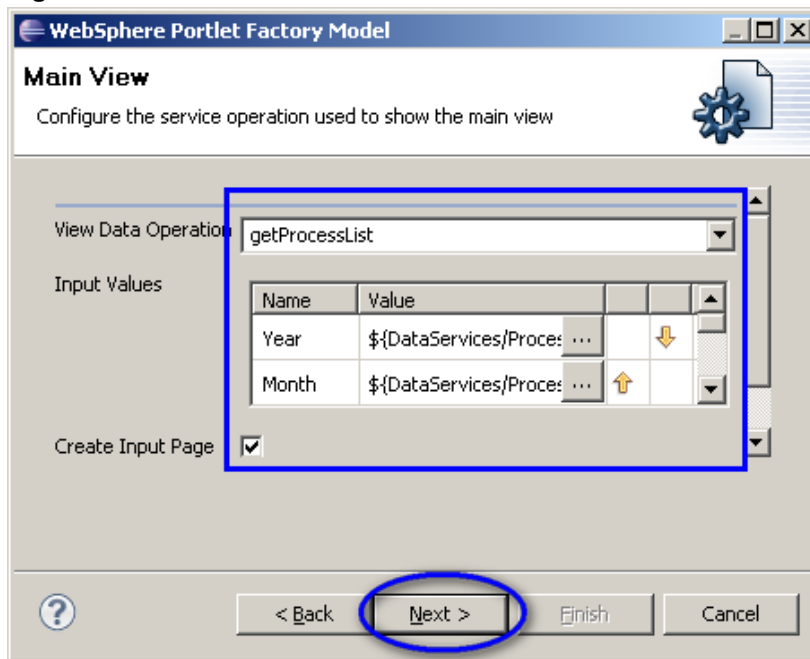 WebSphere Portlet Factory Model
Main View
Configure the service operation used to show the main view
View Data Operation getProcessList
Input Values
Name Value
Year ${DataServices/Proces ...
Month ${DataServices/Proces ...
Create Input Page
? < Back Next > Finish Cancel